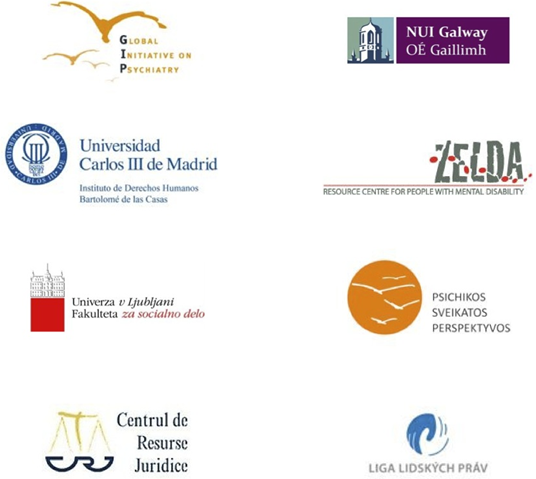 GLOBAL
INITIATIVE ON
PSYCHIATRY
NUI Galway
OÉ Gaillimh
Universidad
Carlos III de Madrid
Instituto de Derechos Humanos
Bartolomé de las Casas
ZELDA
RESOURCE CENTRE FOR PEOPLE WITH MENTAL DISABILITY
Univerza v Ljubljani
Fakulteta za socialno delo
PSICHIKOS
SVEIKATOS
PERSPEKTYVOS
Centrul de
Resurse
Juridice
LIGA LIDSKÝCH PRÁV